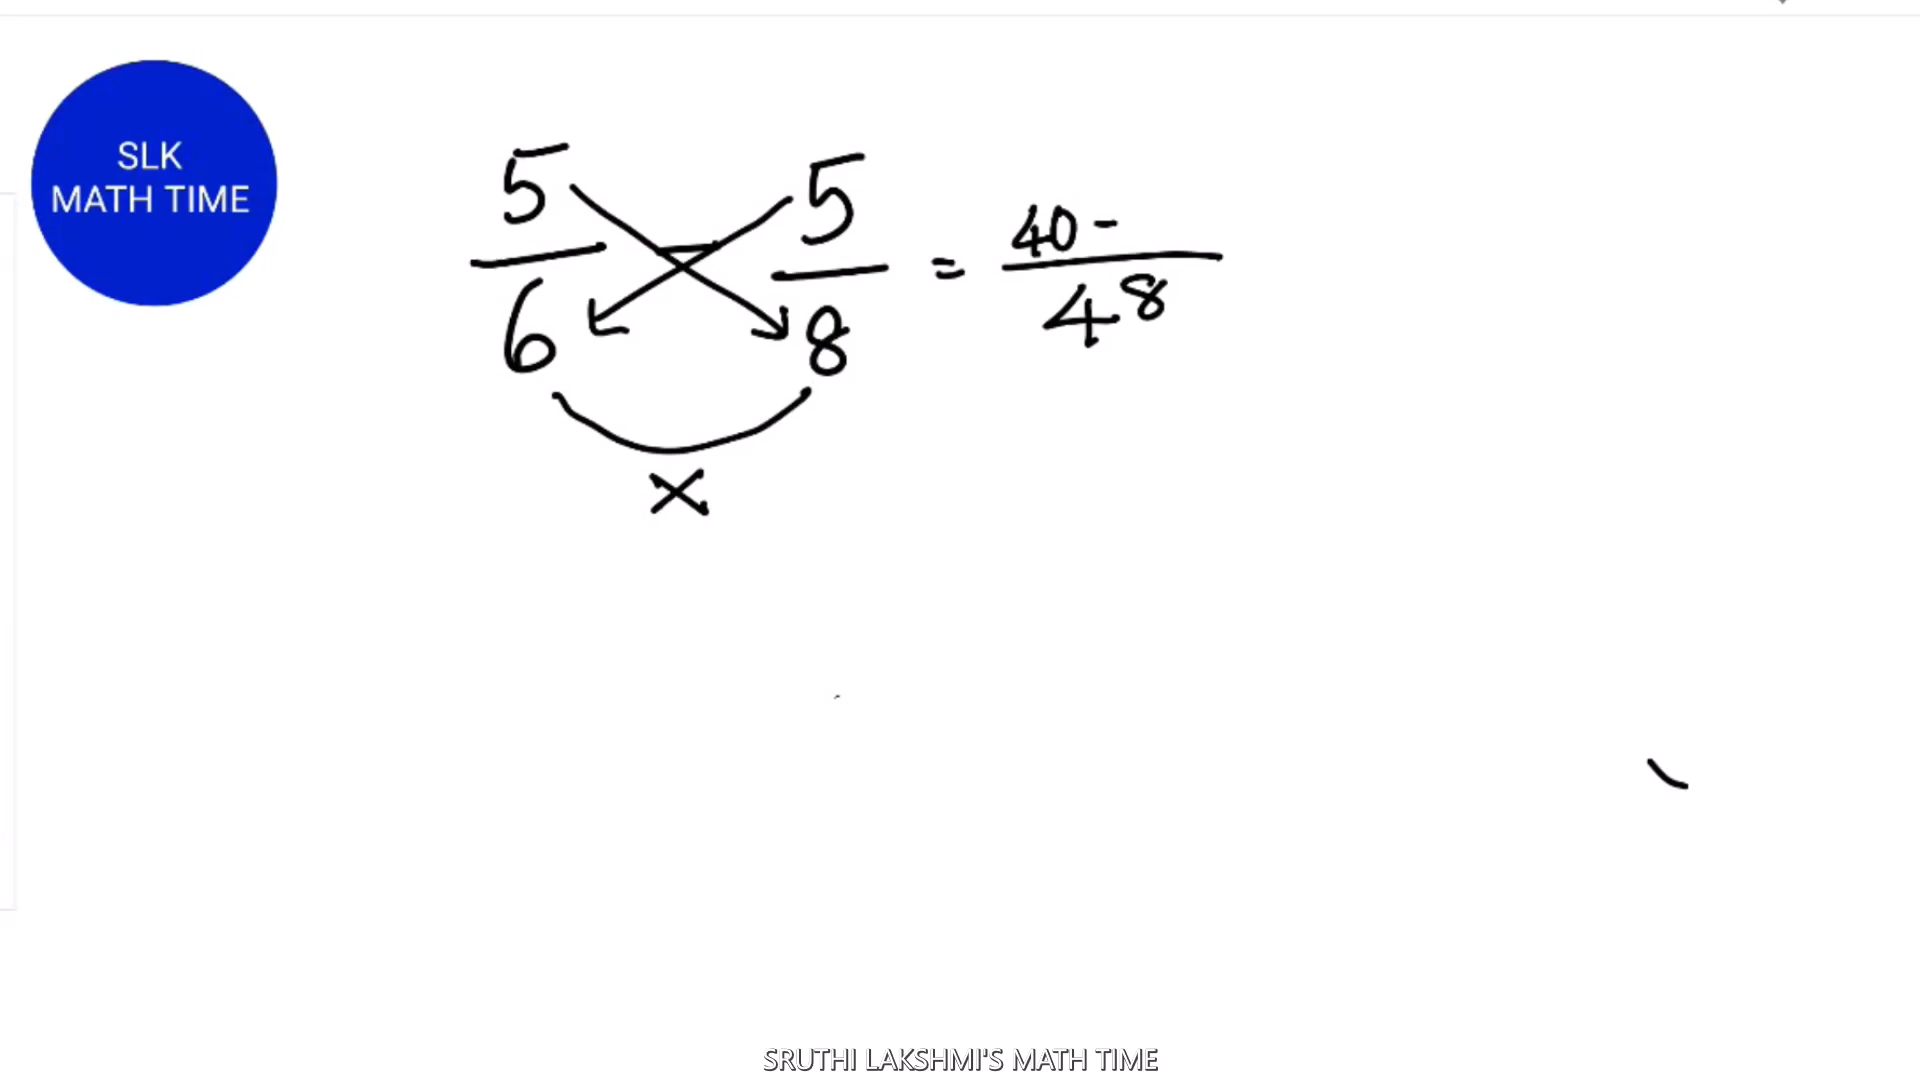 SLK
MATH TIME
5/6 - 5/8 = 40 - / 48
×
SRUTHI LAKSHMI'S MATH TIME